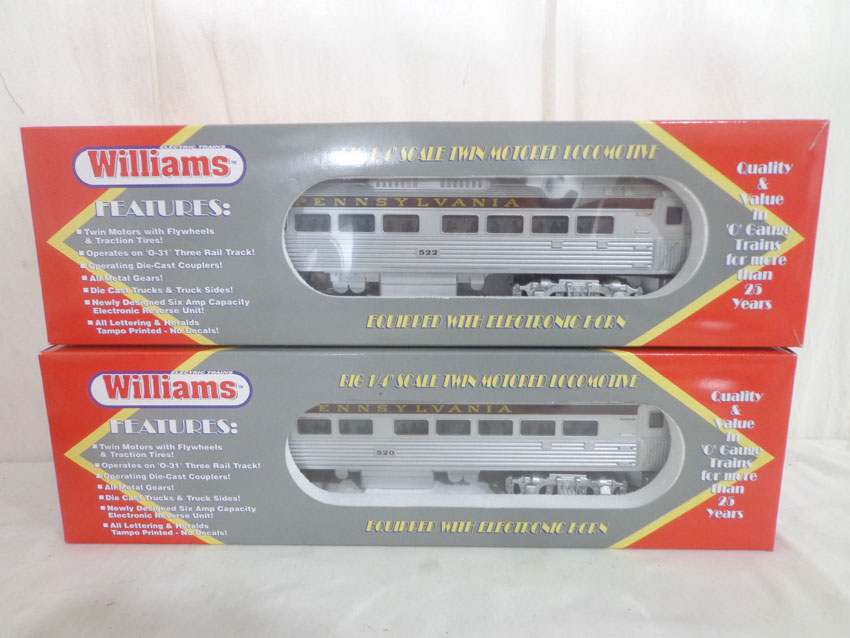 ELECTRIC TRAINS
Williams™
FEATURES:
Twin Motors with Flywheels
& Traction Tires!
Operates on 'O-31' Three Rail Track!
Operating Die-Cast Couplers!
All Metal Gears!
Die Cast Trucks & Truck Sides!
Newly Designed Six Amp Capacity
Electronic Reverse Unit!
All Lettering & Heralds
Tampo Printed - No Decals!
SCALE TWIN MOTORED LOCOMOTIVE
PENNSYLVANIA
522
EQUIPPED WITH ELECTRONIC HORN
Quality
&
Value
in
'O' Gauge
Trains
for more
than
25
Years
ELECTRIC TRAINS
Williams™
FEATURES:
Twin Motors with Flywheels
& Traction Tires!
Operates on 'O-31' Three Rail Track!
Operating Die-Cast Couplers!
All Metal Gears!
Die Cast Trucks & Truck Sides!
Newly Designed Six Amp Capacity
Electronic Reverse Unit!
All Lettering & Heralds
Tampo Printed - No Decals!
BIG 1/4" SCALE TWIN MOTORED LOCOMOTIVE
PENNSYLVANIA
520
EQUIPPED WITH ELECTRONIC HORN
Quality
&
Value
in
'O' Gauge
Trains
for more
than
25
Years